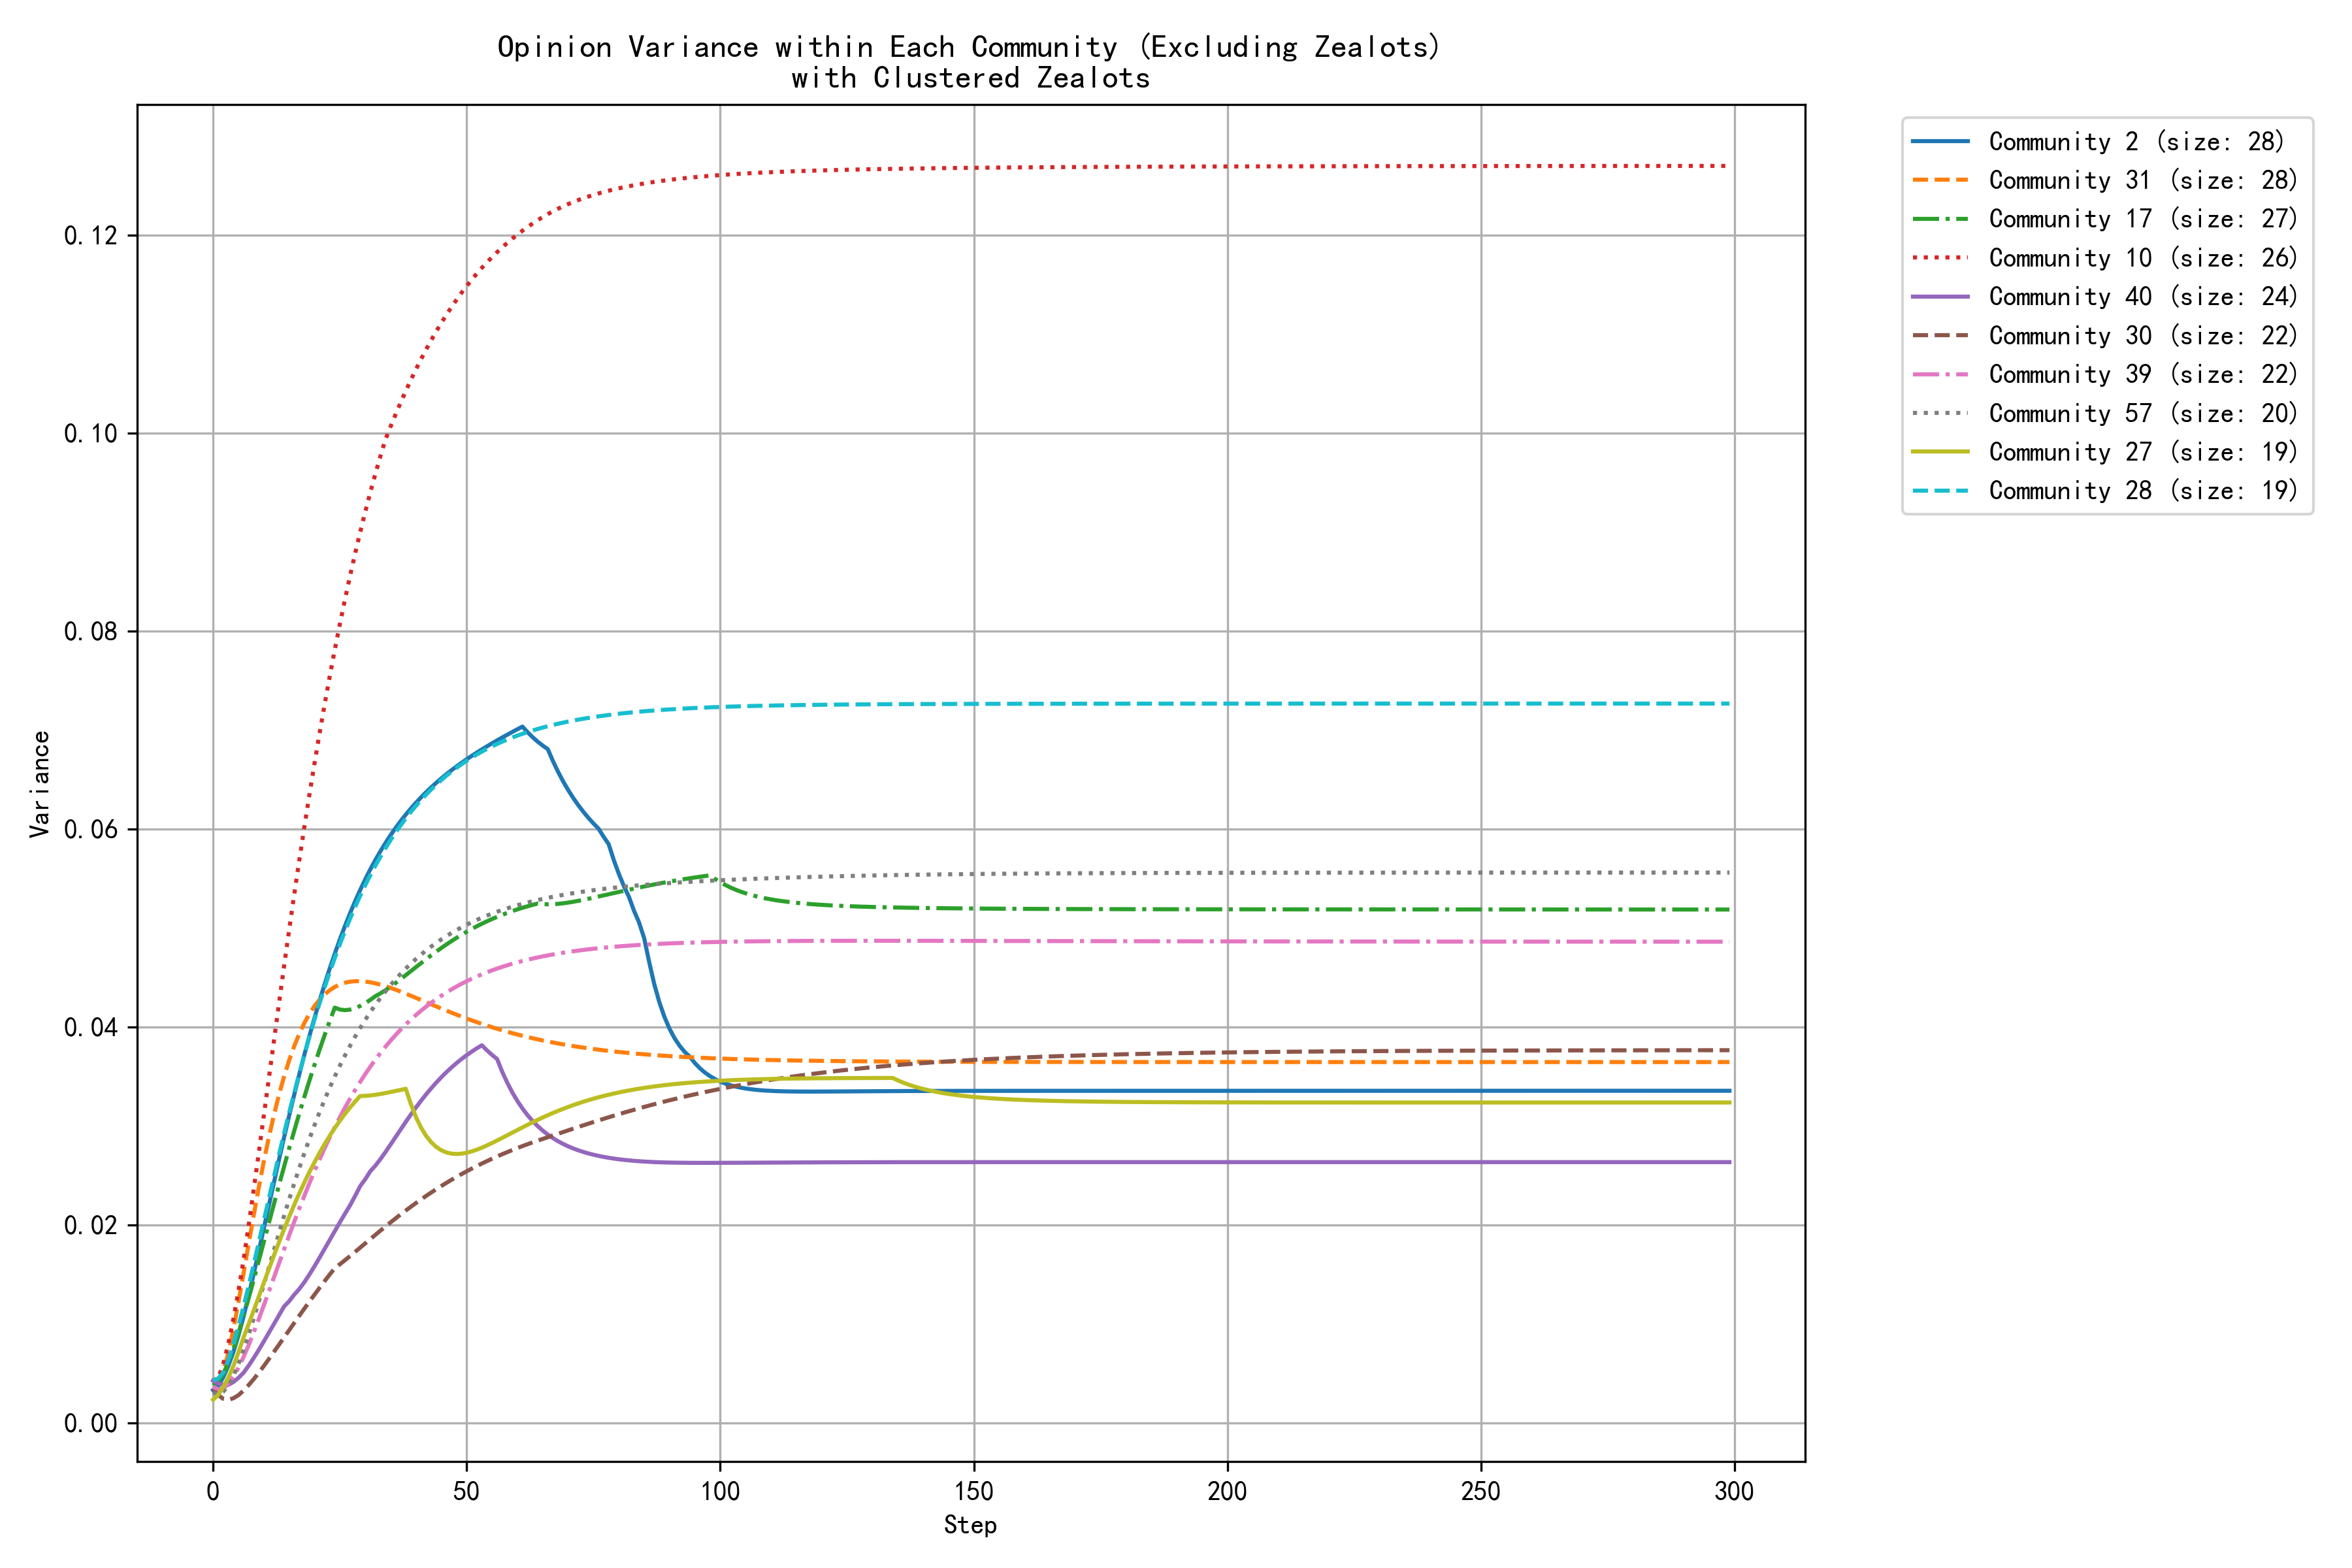 Opinion Variance within Each Community (Excluding Zealots)
with Clustered Zealots
Variance
0.12
0.10
0.08
0.06
0.04
0.02
0.00
0
50
100
150
200
250
300
Step
Community 2 (size: 28)
Community 31 (size: 28)
Community 17 (size: 27)
Community 10 (size: 26)
Community 40 (size: 24)
Community 30 (size: 22)
Community 39 (size: 22)
Community 57 (size: 20)
Community 27 (size: 19)
Community 28 (size: 19)